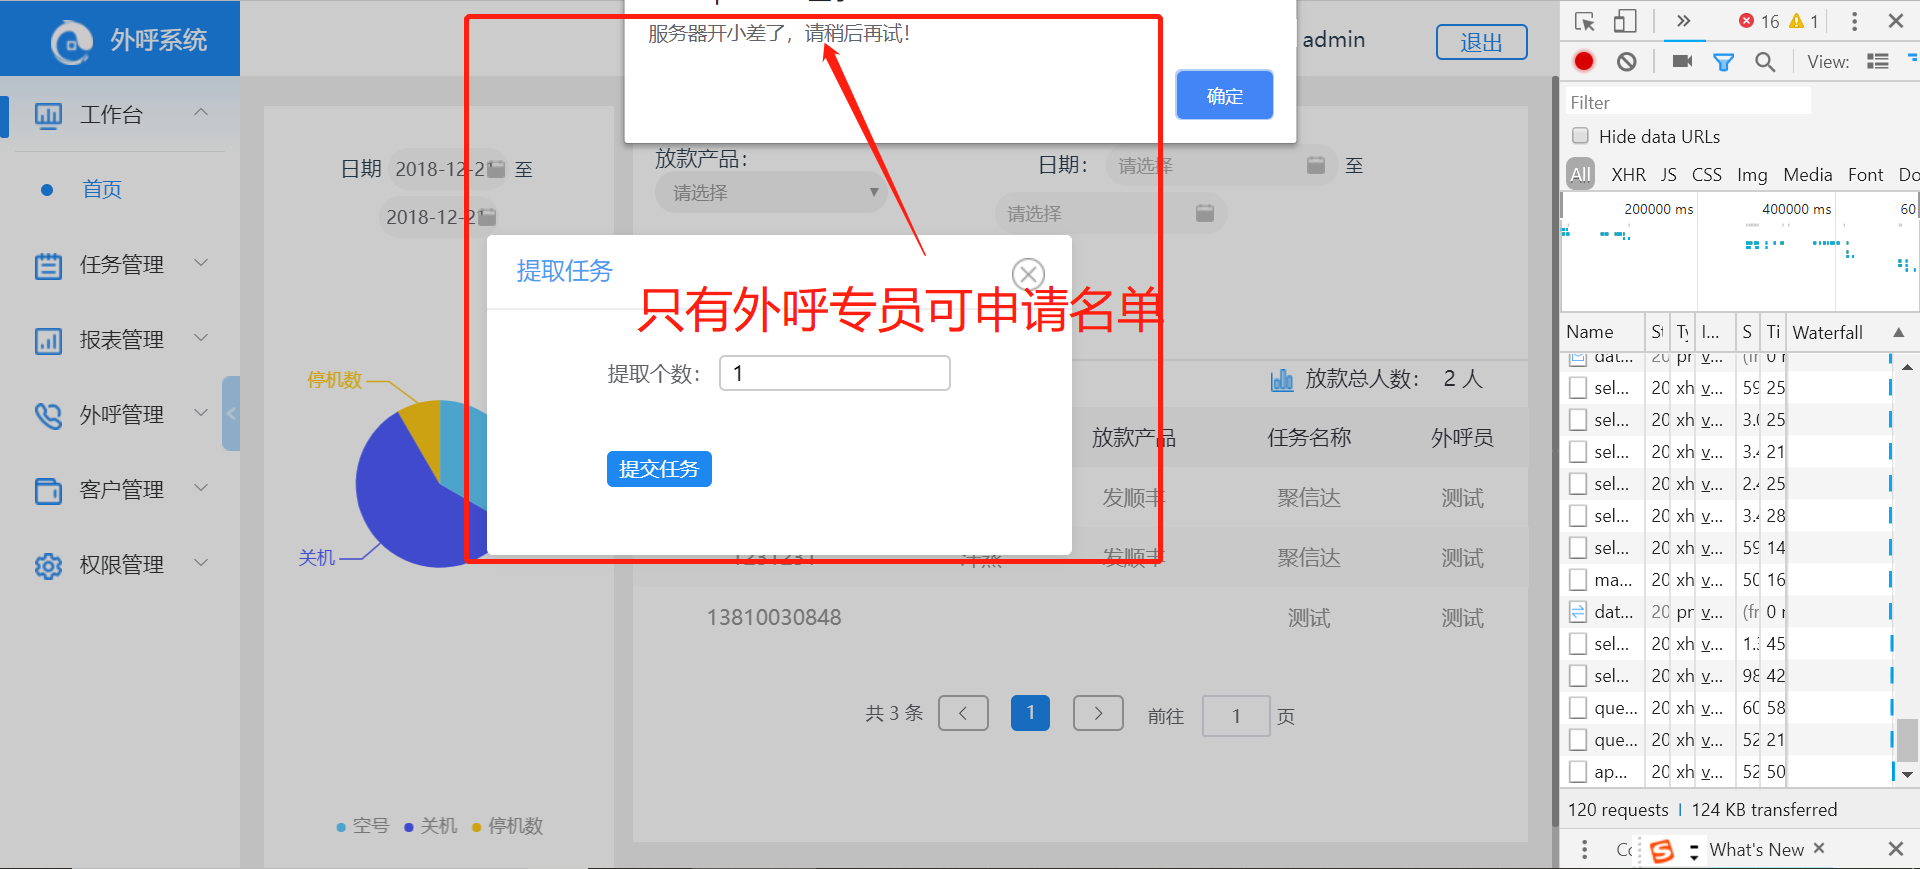 外呼系统
服务器开小差了，请稍后再试！
确定
admin
退出
工作台
首页
任务管理
报表管理
外呼管理
客户管理
权限管理
日期
2018-12-2
至
2018-12-21
放款产品：
请选择
日期：
请选择
至
请选择
提取任务
只有外呼专员可申请名单
提取个数：
1
提交任务
停机数
关机
空号
关机
停机数
放款总人数： 2 人
放款产品 任务名称 外呼员
发顺丰 聚信达 测试
1231231 发顺丰 聚信达 测试
13810030848 测试 测试
共 3 条
1
前往
1
页
16
1
View:
Filter
Hide data URLs
All XHR JS CSS Img Media Font Do
200000 ms 400000 ms 60
Name St Ty I... S Ti Waterfall
dat... 20 pr v... (fr 0 r
sel... 20 xh v... 59 25
sel... 20 xh v... 3.0 25
sel... 20 xh v... 3.4 21
sel... 20 xh v... 2.4 25
sel... 20 xh v... 3.4 28
sel... 20 xh v... 59 14
ma... 20 xh v... 50 16
dat... 20 pr v... (fr 0 r
sel... 20 xh v... 1.3 45
sel... 20 xh v... 98 42
que... 20 xh v... 60 58
que... 20 xh v... 52 21
ap... 20 xh v... 52 50
120 requests | 124 KB transferred
What's New